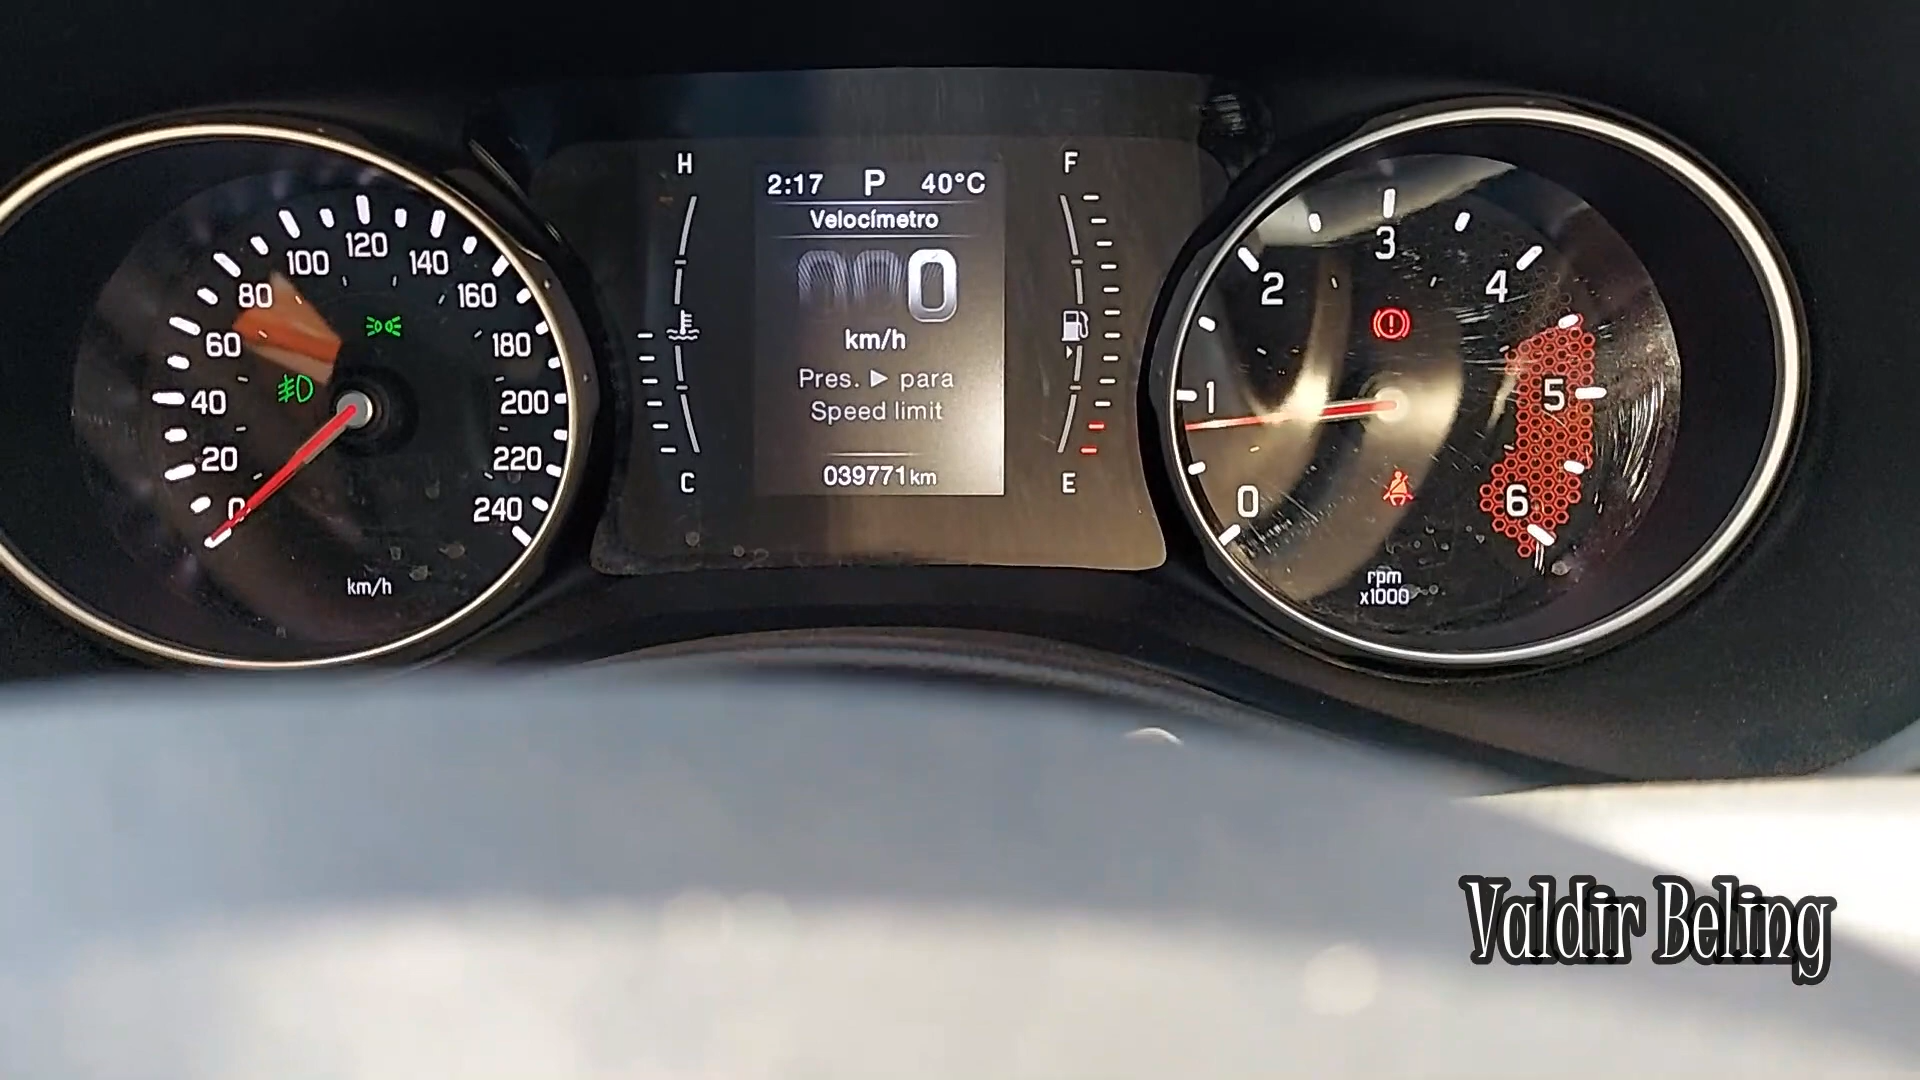 0
20
40
60
80
100
120
140
160
180
200
220
240
km/h
H
C
2:17 P 40°C
Velocímetro
0
km/h
Pres. ▶ para
Speed limit
039771km
F
E
0
1
2
3
4
5
6
rpm
x1000
Valdir Beling